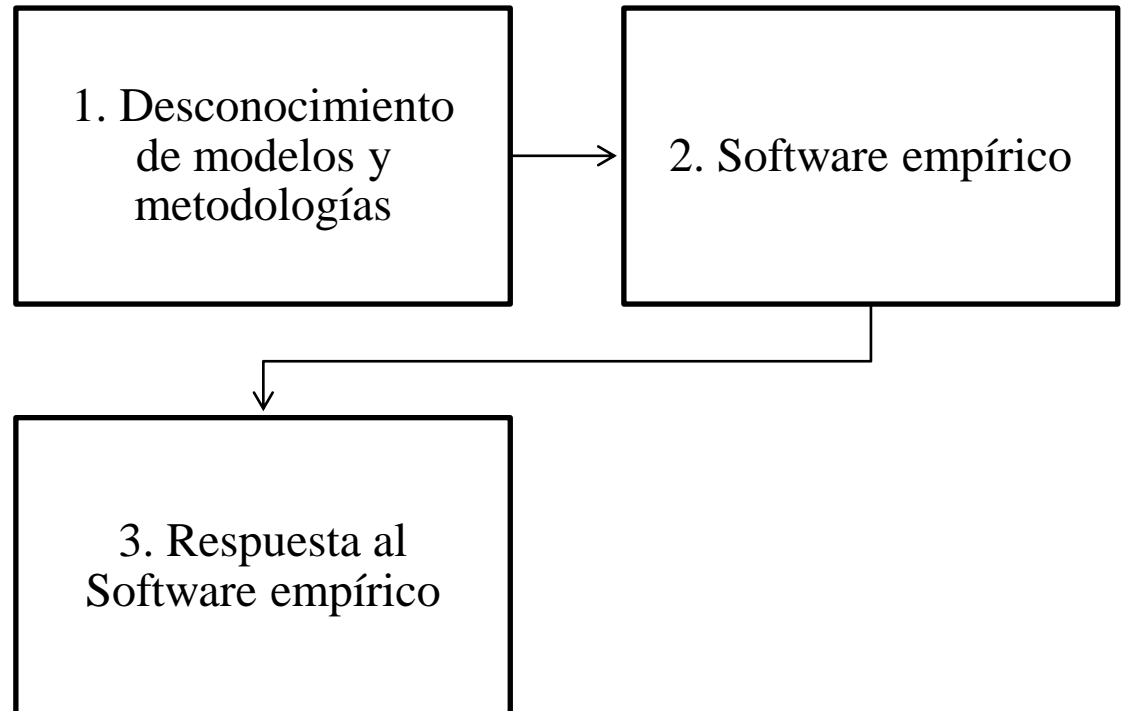 1. Desconocimiento
de modelos y
metodologías
2. Software empírico
3. Respuesta al
Software empírico